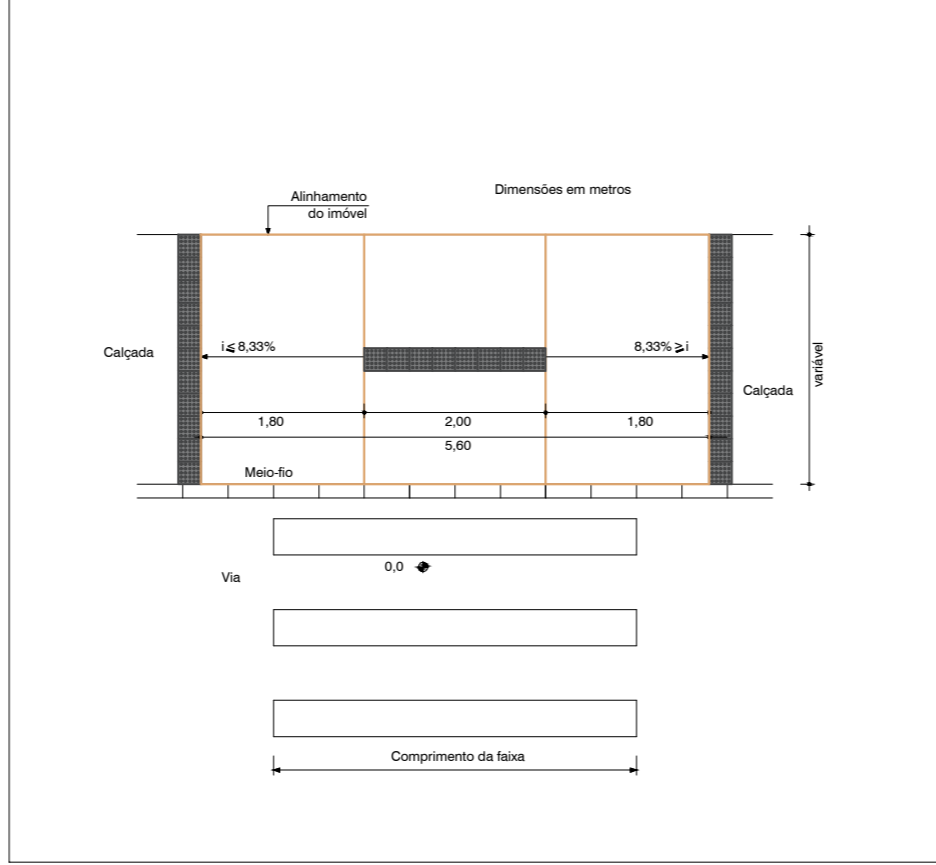 Dimensões em metros
Alinhamento
do imóvel
Calçada
i ⩽ 8,33%
8,33% ⩾ i
variável
Calçada
1,80
2,00
1,80
5,60
Meio-fio
0,0
Via
Comprimento da faixa